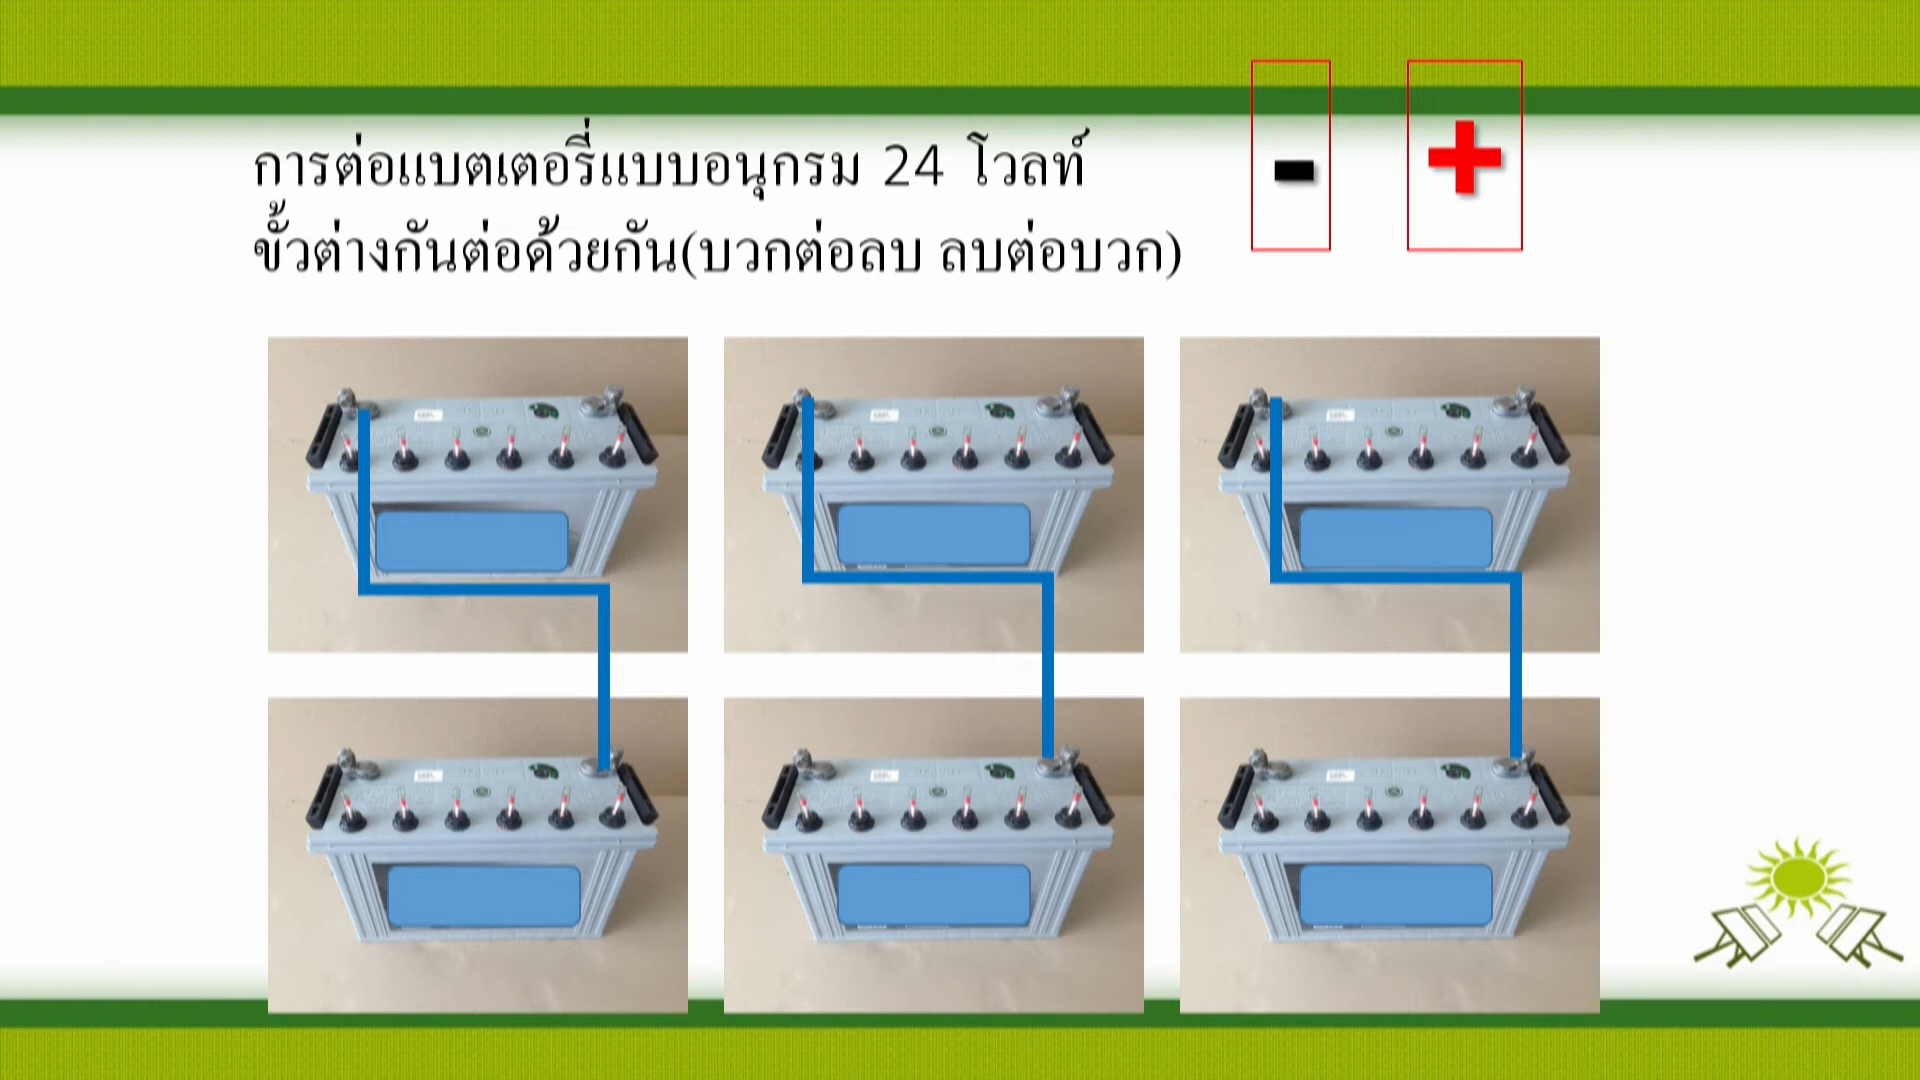 การต่อแบตเตอรี่แบบอนุกรม 24 โวลท์
ขั้วต่างกันต่อด้วยกัน(บวกต่อลบ ลบต่อบวก)
- +